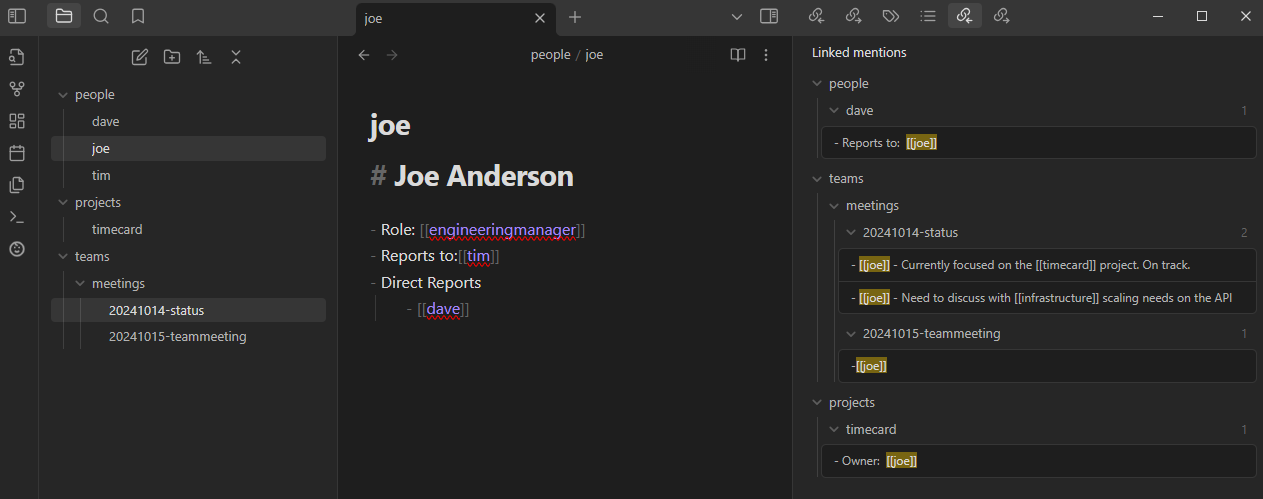 joe
people
dave
joe
tim
projects
timecard
teams
meetings
20241014-status
20241015-teammeeting
people / joe
joe
# Joe Anderson
- Role: [[engineeringmanager]]
- Reports to:[[tim]]
- Direct Reports
- [[dave]]
Linked mentions
people
dave 1
- Reports to: [[joe]]
teams
meetings
20241014-status 2
- [[joe]] - Currently focused on the [[timecard]] project. On track.
- [[joe]] - Need to discuss with [[infrastructure]] scaling needs on the API
20241015-teammeeting 1
-[[joe]]
projects
timecard 1
- Owner: [[joe]]